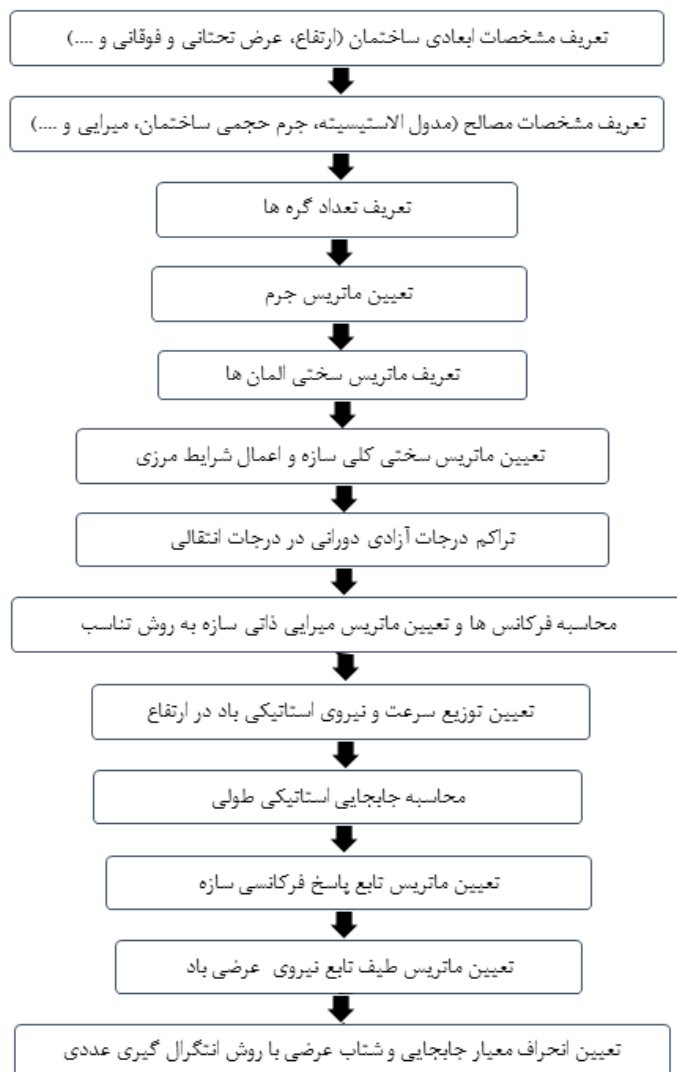 تعریف مشخصات ابعادی ساختمان (ارتفاع، عرض تحتانی و فوقانی و ....)
تعریف مشخصات مصالح (مدول الاستیسیته، جرم حجمی ساختمان، میرایی و ....)
تعریف تعداد گره ها
تعیین ماتریس جرم
تعریف ماتریس سختی المان ها
تعیین ماتریس سختی کلی سازه و اعمال شرایط مرزی
تراکم درجات آزادی دورانی در درجات انتقالی
محاسبه فرکانس ها و تعیین ماتریس میرایی ذاتی سازه به روش تناسب
تعیین توزیع سرعت و نیروی استاتیکی باد در ارتفاع
محاسبه جابجایی استاتیکی طولی
تعیین ماتریس تابع پاسخ فرکانسی سازه
تعیین ماتریس طیف تابع نیروی عرضی باد
تعیین انحراف معیار جابجایی و شتاب عرضی با روش انتگرال گیری عددی